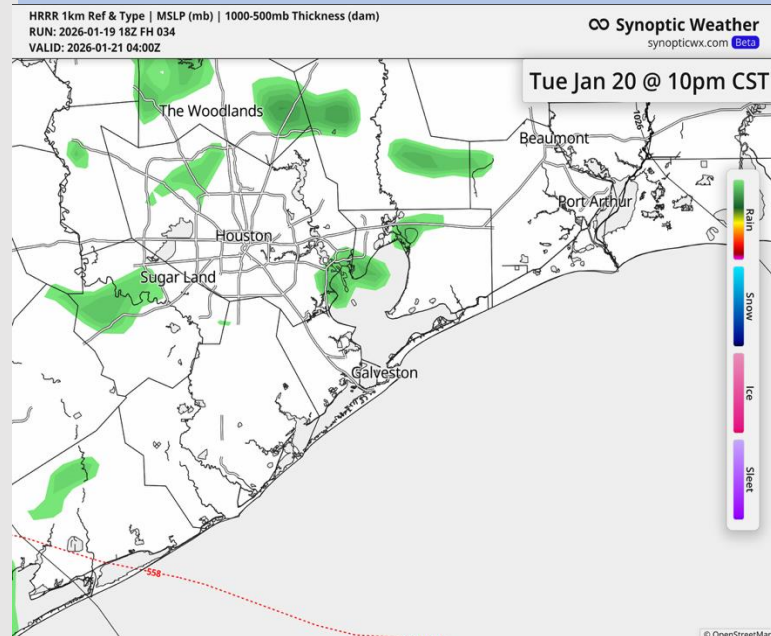 HRRR 1km Ref & Type | MSLP (mb) | 1000-500mb Thickness (dam)
RUN: 2026-01-19 18Z FH 034
VALID: 2026-01-21 04:00Z
Synoptic Weather
synopticwx.com Beta
Tue Jan 20 @ 10pm CST
The Woodlands
1026
Beaumont
Port Arthur
Houston
Sugar Land
Galveston
558
Rain
Snow
Ice
Sleet
© OpenStreetMap